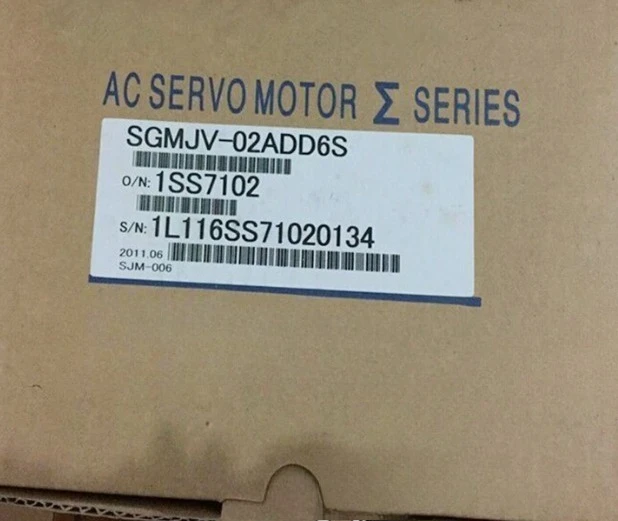 AC SERVO MOTOR Σ SERIES
SGMJV-02ADD6S
O/N: 1SS7102
S/N: 1L116SS71020134
2011.06
SJM-006